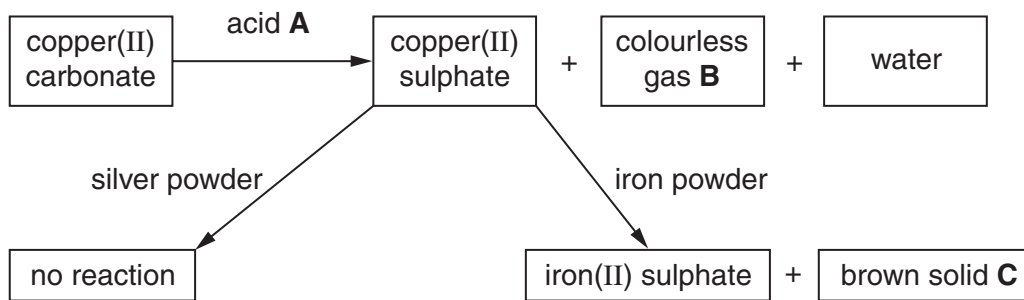 acid A
copper(II)
carbonate
copper(II)
sulphate
+
colourless
gas B
+
water
silver powder
iron powder
no reaction
iron(II) sulphate
+
brown solid C